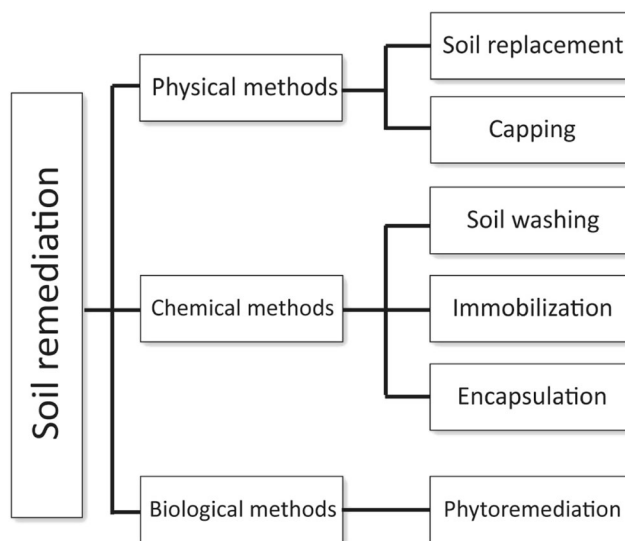 Soil remediation
Physical methods
Soil replacement
Capping
Chemical methods
Soil washing
Immobilization
Encapsulation
Biological methods
Phytoremediation